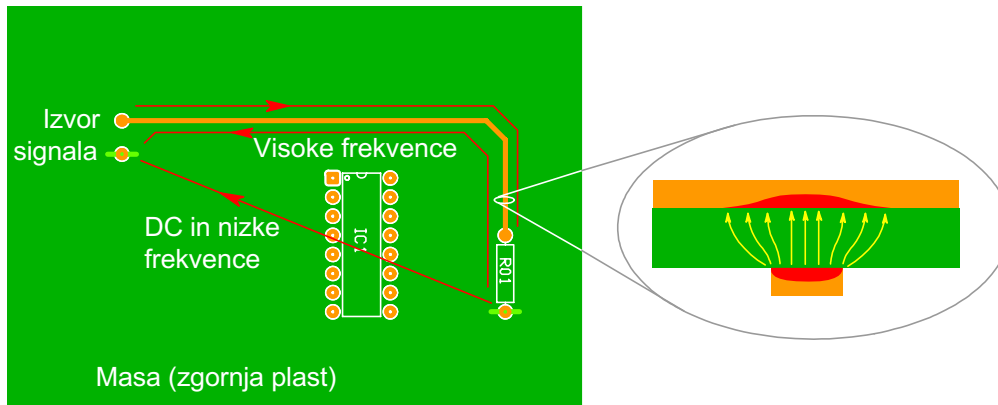 Izvor
signala
Visoke frekvence
DC in nizke
frekvence
IC1
R01
Masa (zgornja plast)